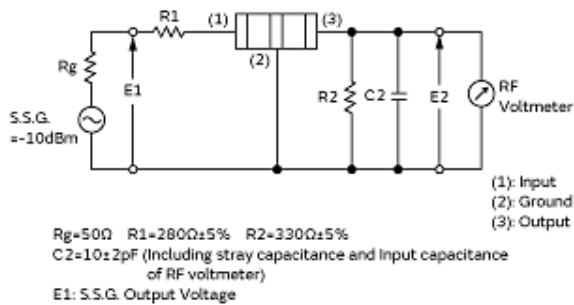 R1
(1)
(3)
(2)
Rg
E1
R2
C2
E2
RF
Voltmeter
S.S.G.
=-10dBm
(1): Input
(2): Ground
(3): Output
Rg=50Ω R1=280Ω±5% R2=330Ω±5%
C2=10±2pF (Including stray capacitance and Input capacitance
of RF voltmeter)
E1: S.S.G. Output Voltage